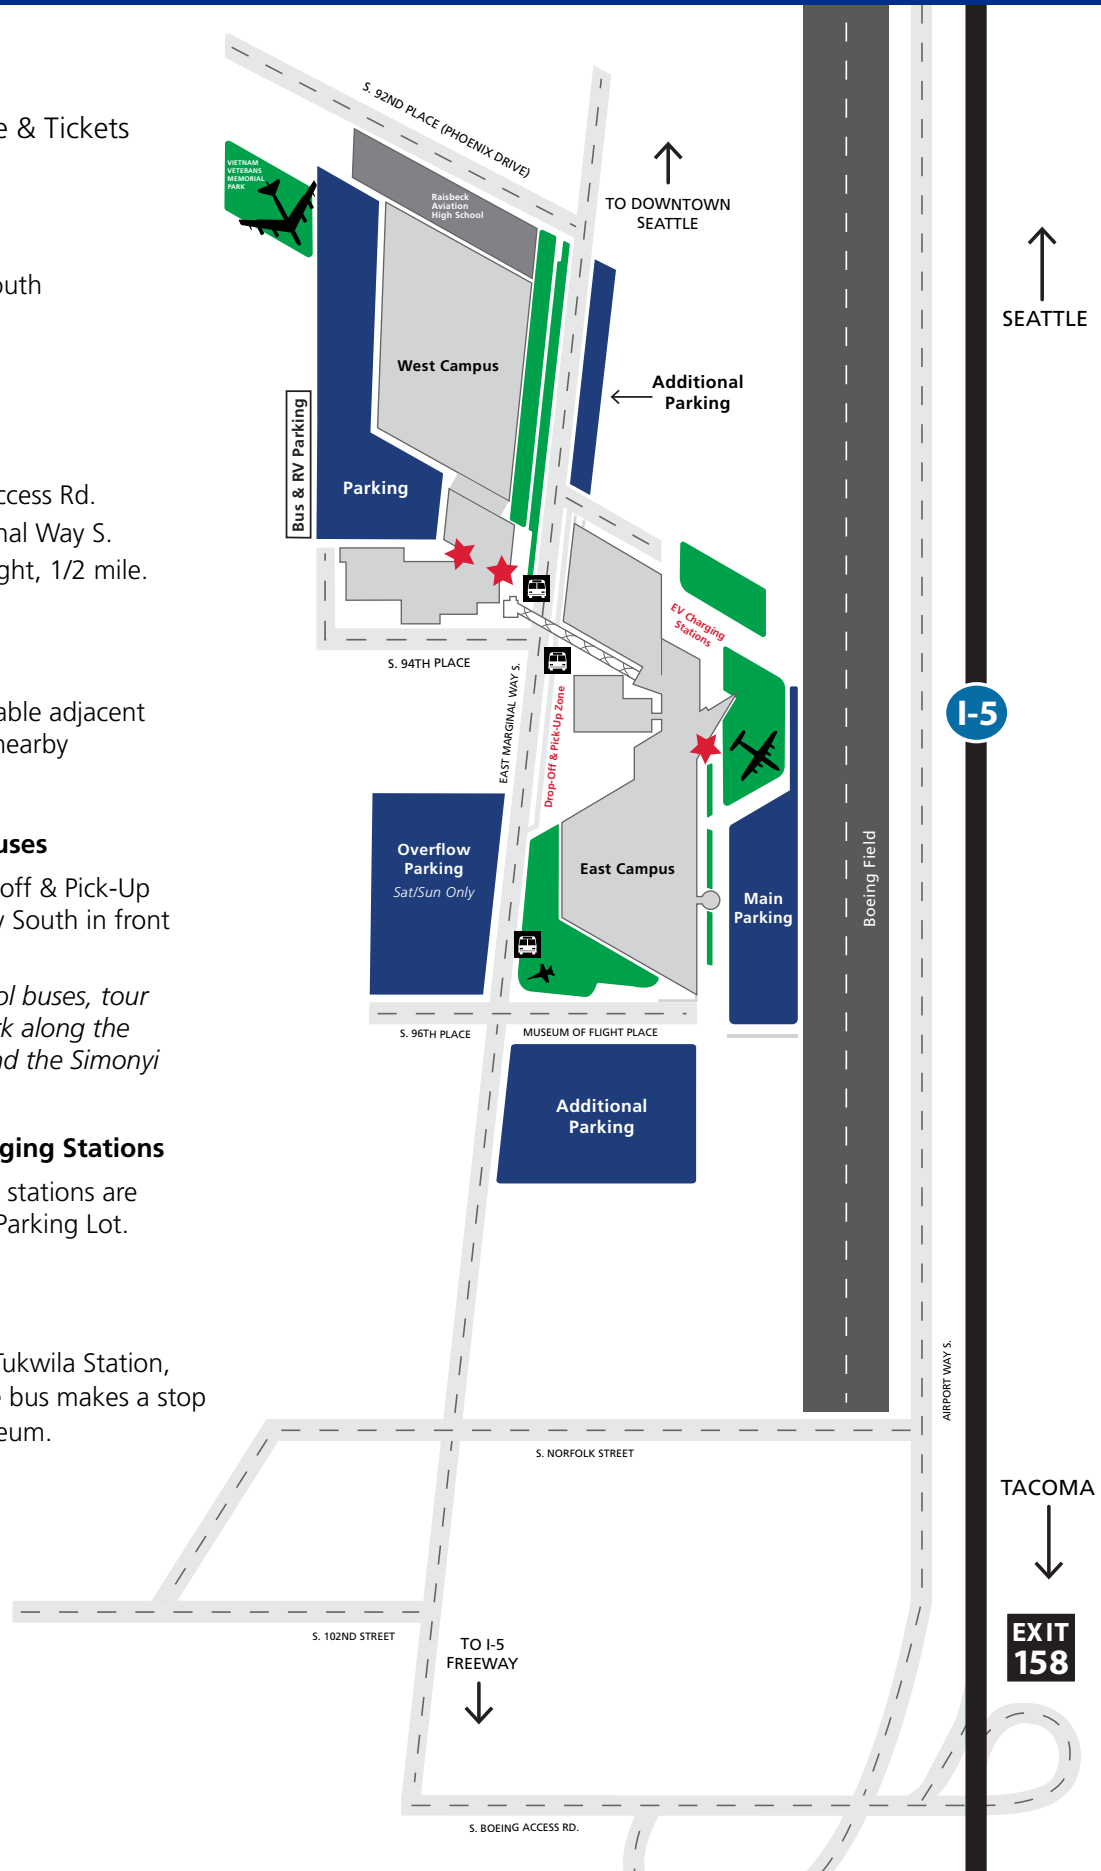 e & Tickets
outh
ccess Rd.
nal Way S.
ght, 1/2 mile.
able adjacent
nearby
uses
off & Pick-Up
y South in front
ol buses, tour
rk along the
nd the Simonyi
ging Stations
stations are
Parking Lot.
Tukwila Station,
e bus makes a stop
eum.
S. 92ND PLACE (PHOENIX DRIVE)
VIETNAM
VETERANS
MEMORIAL
PARK
Raisbeck
Aviation
High School
TO DOWNTOWN
SEATTLE
SEATTLE
West Campus
Additional
Parking
Bus & RV Parking
Parking
EV Charging
Stations
S. 94TH PLACE
EAST MARGINAL WAY S.
Drop-Off & Pick-Up Zone
I-5
Overflow
Parking
Sat/Sun Only
East Campus
Main
Parking
Boeing Field
S. 96TH PLACE
MUSEUM OF FLIGHT PLACE
Additional
Parking
AIRPORT WAY S.
S. NORFOLK STREET
TACOMA
EXIT
158
S. 102ND STREET
TO I-5
FREEWAY
S. BOEING ACCESS RD.